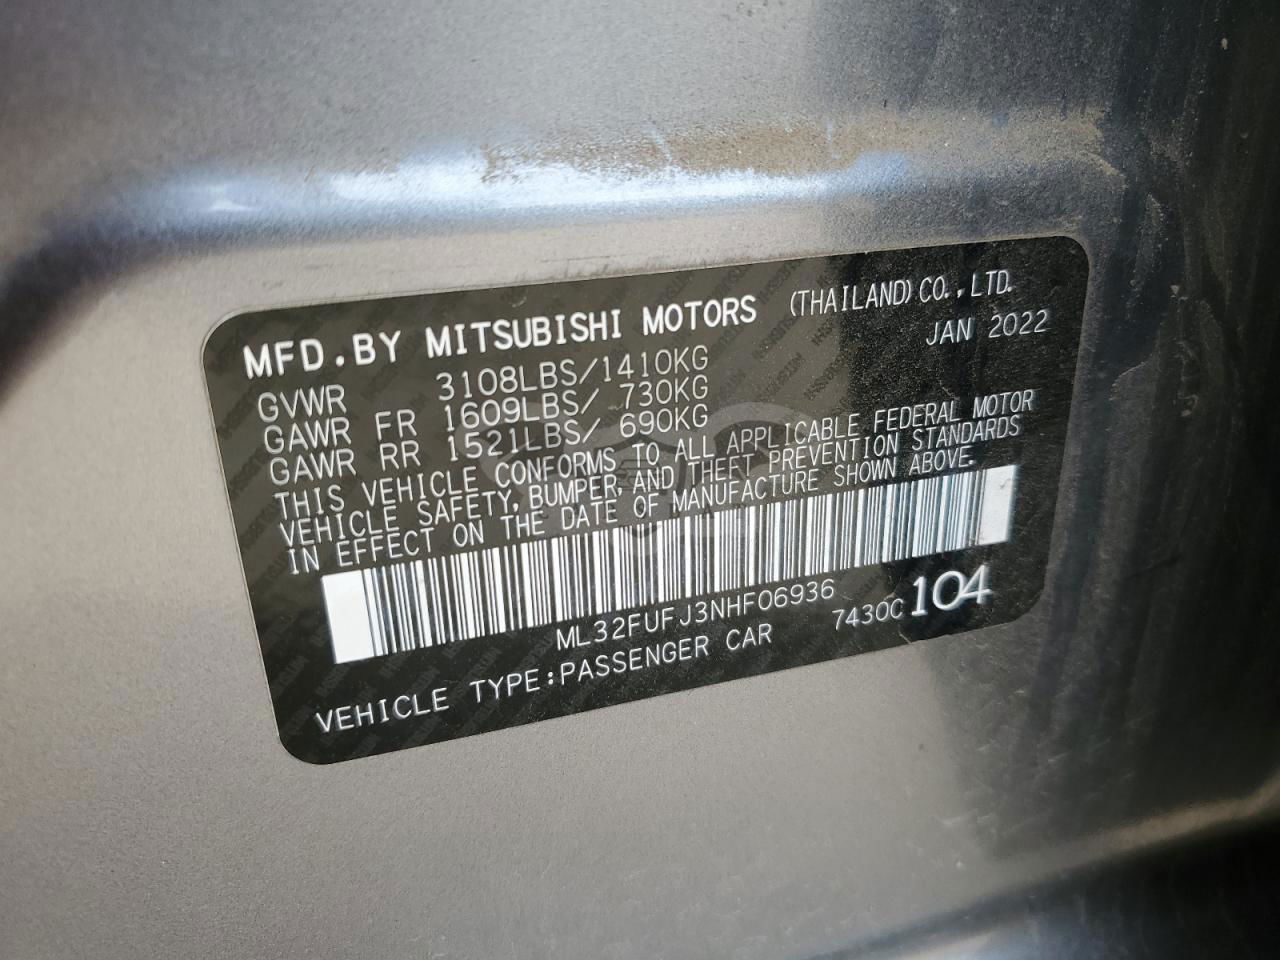 MFD.BY MITSUBISHI MOTORS (THAILAND) CO.,LTD.
JAN 2022
GVWR 3108LBS/1410KG
GAWR FR 1609LBS/ 730KG
GAWR RR 1521LBS/ 690KG
THIS VEHICLE CONFORMS TO ALL APPLICABLE FEDERAL MOTOR
VEHICLE SAFETY, BUMPER, AND THEFT PREVENTION STANDARDS
IN EFFECT ON THE DATE OF MANUFACTURE SHOWN ABOVE.
ML32FUFJ3NHF06936
7430C 104
VEHICLE TYPE:PASSENGER CAR